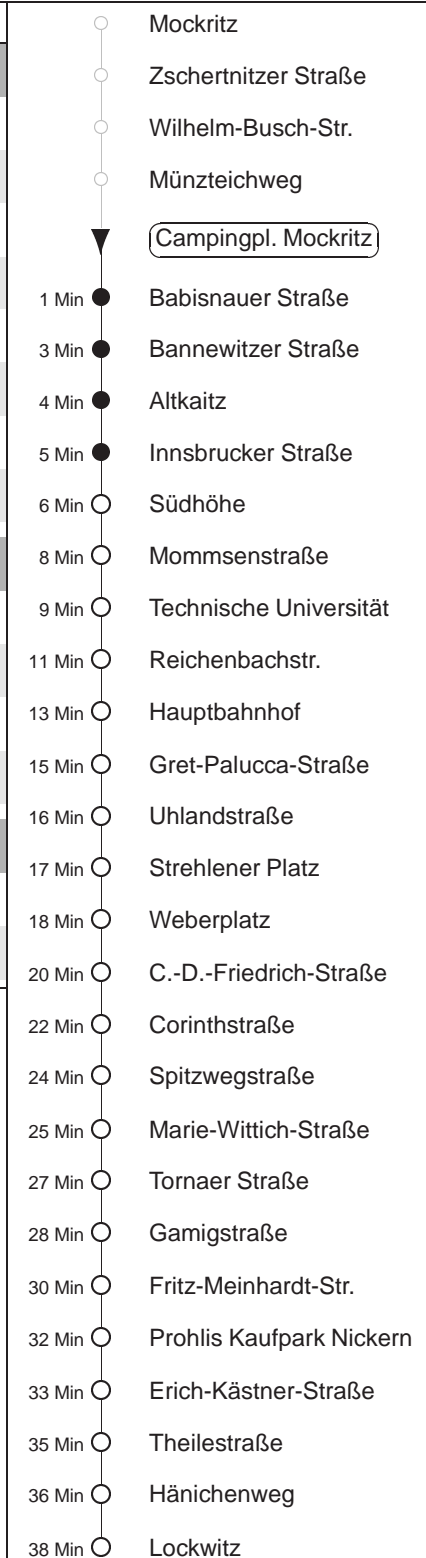 Mockritz
Zschertnitzer Straße
Wilhelm-Busch-Str.
Münzteichweg
Campingpl. Mockritz
1 Min Babisnauer Straße
3 Min Bannewitzer Straße
4 Min Altkaitz
5 Min Innsbrucker Straße
6 Min Südhöhe
8 Min Mommsenstraße
9 Min Technische Universität
11 Min Reichenbachstr.
13 Min Hauptbahnhof
15 Min Gret-Palucca-Straße
16 Min Uhlandstraße
17 Min Strehlener Platz
18 Min Weberplatz
20 Min C.-D.-Friedrich-Straße
22 Min Corinthstraße
24 Min Spitzwegstraße
25 Min Marie-Wittich-Straße
27 Min Tornaer Straße
28 Min Gamigstraße
30 Min Fritz-Meinhardt-Str.
32 Min Prohlis Kaufpark Nickern
33 Min Erich-Kästner-Straße
35 Min Theilestraße
36 Min Hänichenweg
38 Min Lockwitz